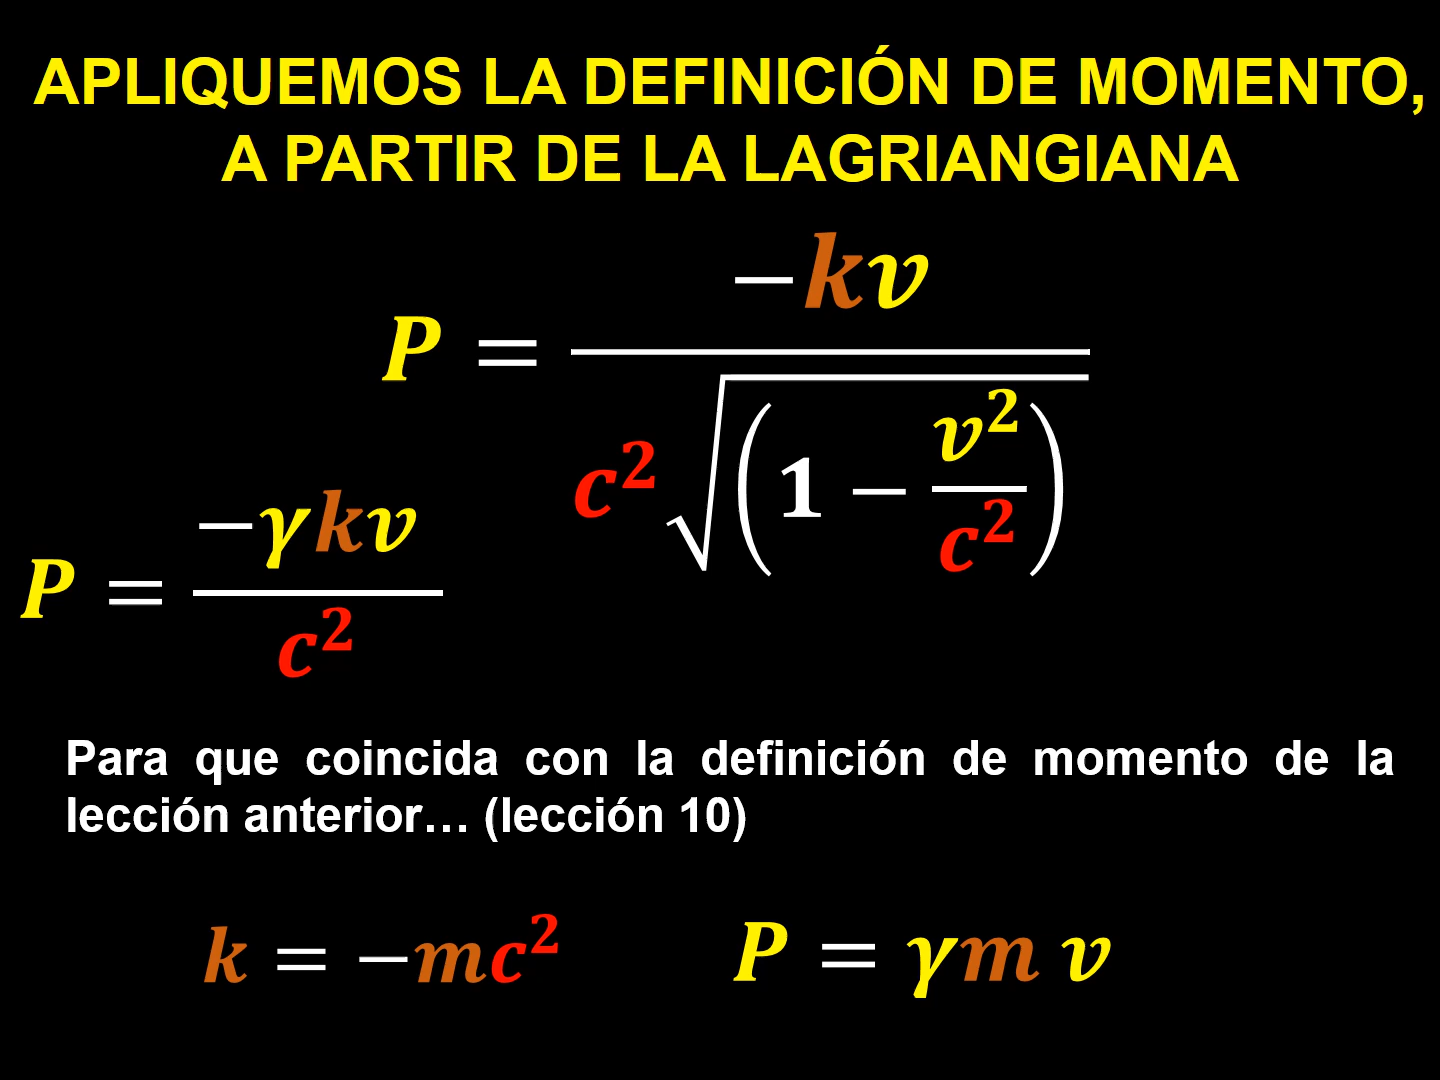 APLIQUEMOS LA DEFINICIÓN DE MOMENTO,
A PARTIR DE LA LAGRIANGIANA
P = −kv / (c² √(1 − v²/c²))
P = −γkv / c²
Para que coincida con la definición de momento de la
lección anterior… (lección 10)
k = −mc² P = γm v